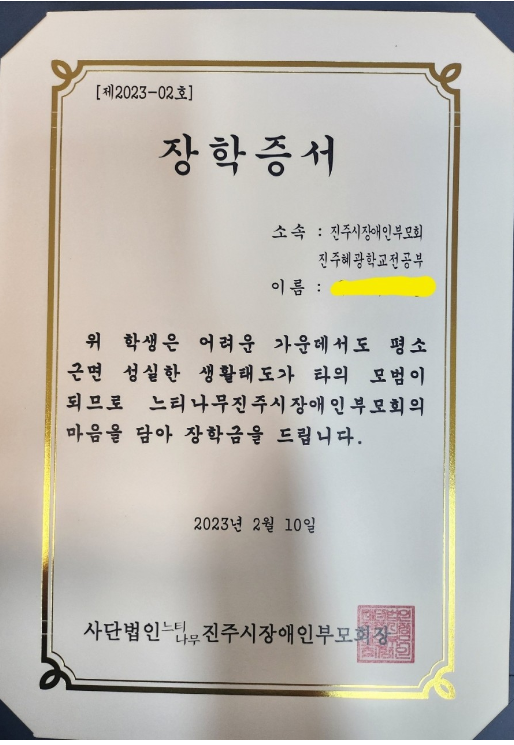 [제2023-02호]
장학증서
소속 : 진주시장애인부모회
진주혜광학교전공부
이름 :
위 학생은 어려운 가운데서도 평소
근면 성실한 생활태도가 타의 모범이
되므로 느티나무진주시장애인부모회의
마음을 담아 장학금을 드립니다.
2023년 2월 10일
사단법인느티나무진주시장애인부모회장